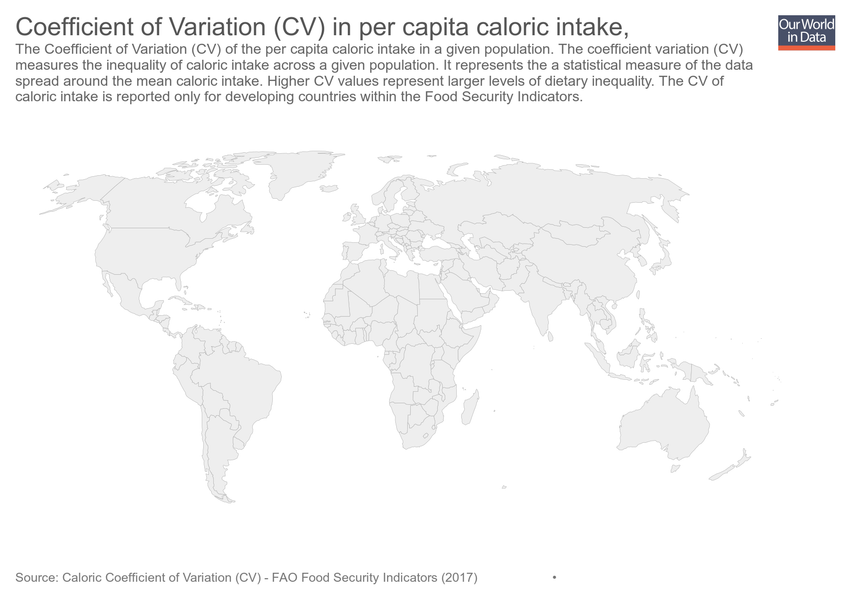 Coefficient of Variation (CV) in per capita caloric intake,
Our World
in Data
The Coefficient of Variation (CV) of the per capita caloric intake in a given population. The coefficient variation (CV)
measures the inequality of caloric intake across a given population. It represents the a statistical measure of the data
spread around the mean caloric intake. Higher CV values represent larger levels of dietary inequality. The CV of
caloric intake is reported only for developing countries within the Food Security Indicators.
Source: Caloric Coefficient of Variation (CV) - FAO Food Security Indicators (2017) •